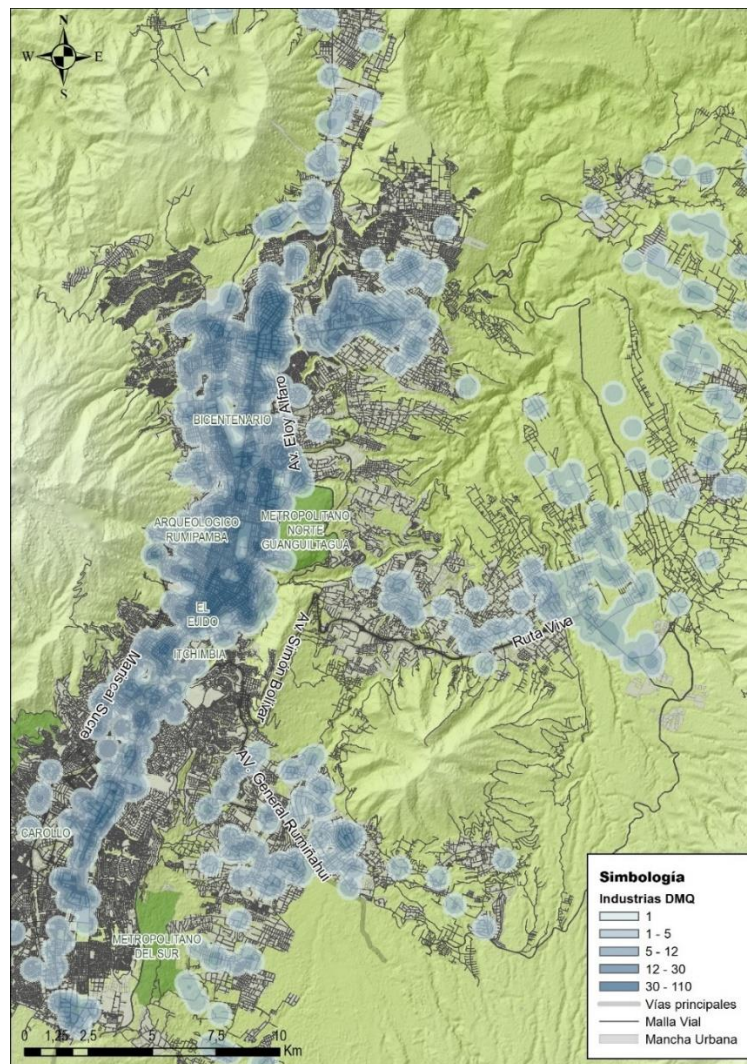 N
W E
S
Av. Eloy Alfaro
BICENTENARIO
ARQUEOLOGICO
RUMIPAMBA
METROPOLITANO
NORTE
GUANGUILTAGUA
EL
EJIDO
ITCHIMBIA
Mariscal Sucre
Av. Simon Bolivar
Ruta Viva
AV. General Rumiñahui
CAROLLO
METROPOLITANO
DEL SUR
Simbología
Industrias DMQ
1
1 - 5
5 - 12
12 - 30
30 - 110
Vías principales
Malla Vial
Mancha Urbana
0 1,25 2,5 5 7,5 10
Km